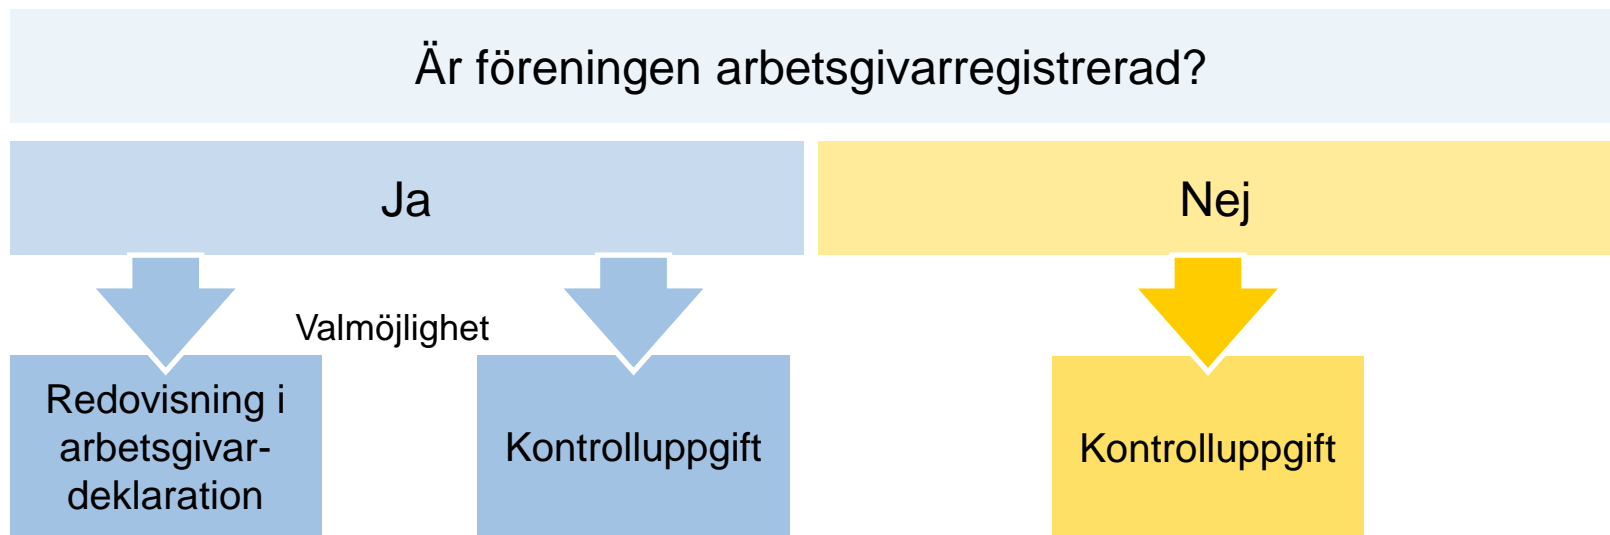 Är föreningen arbetsgivarregistrerad?
Ja
Nej
Valmöjlighet
Redovisning i
arbetsgivar-
deklaration
Kontrolluppgift
Kontrolluppgift